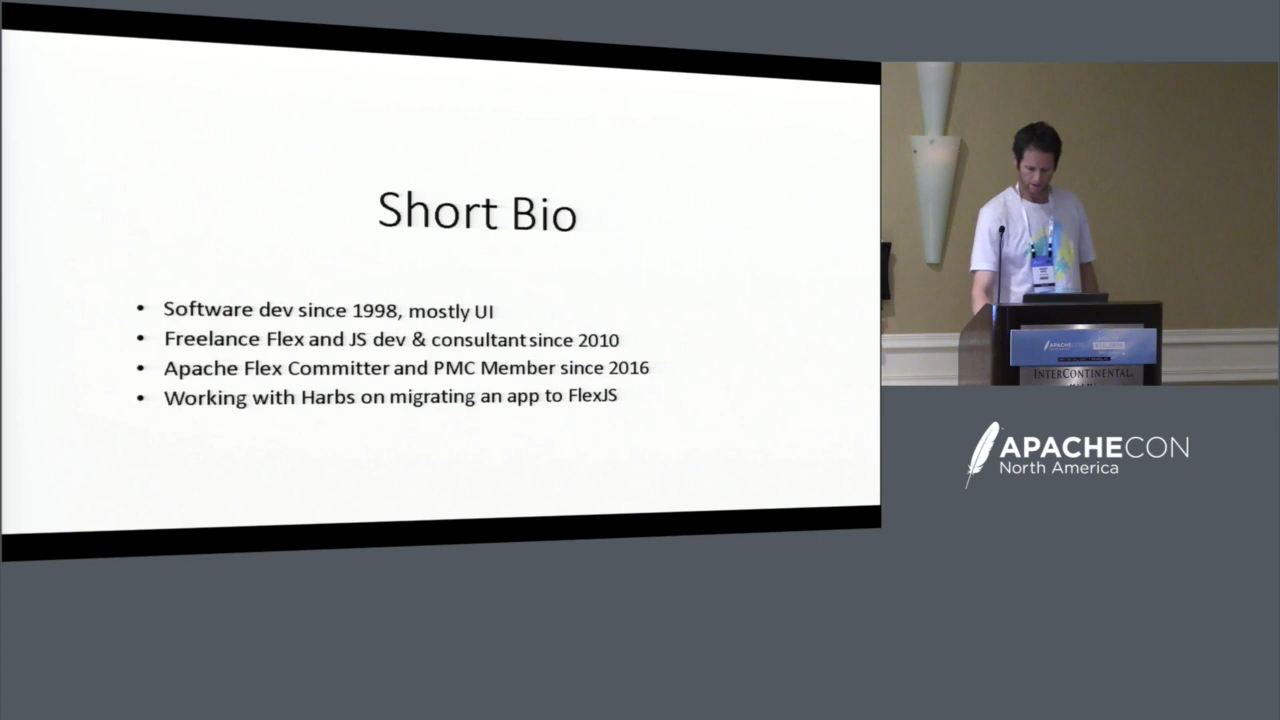 Short Bio
• Software dev since 1998, mostly UI
• Freelance Flex and JS dev & consultant since 2010
• Apache Flex Committer and PMC Member since 2016
• Working with Harbs on migrating an app to FlexJS
APACHECON
INTERCONTINENTAL
APACHECON
North America